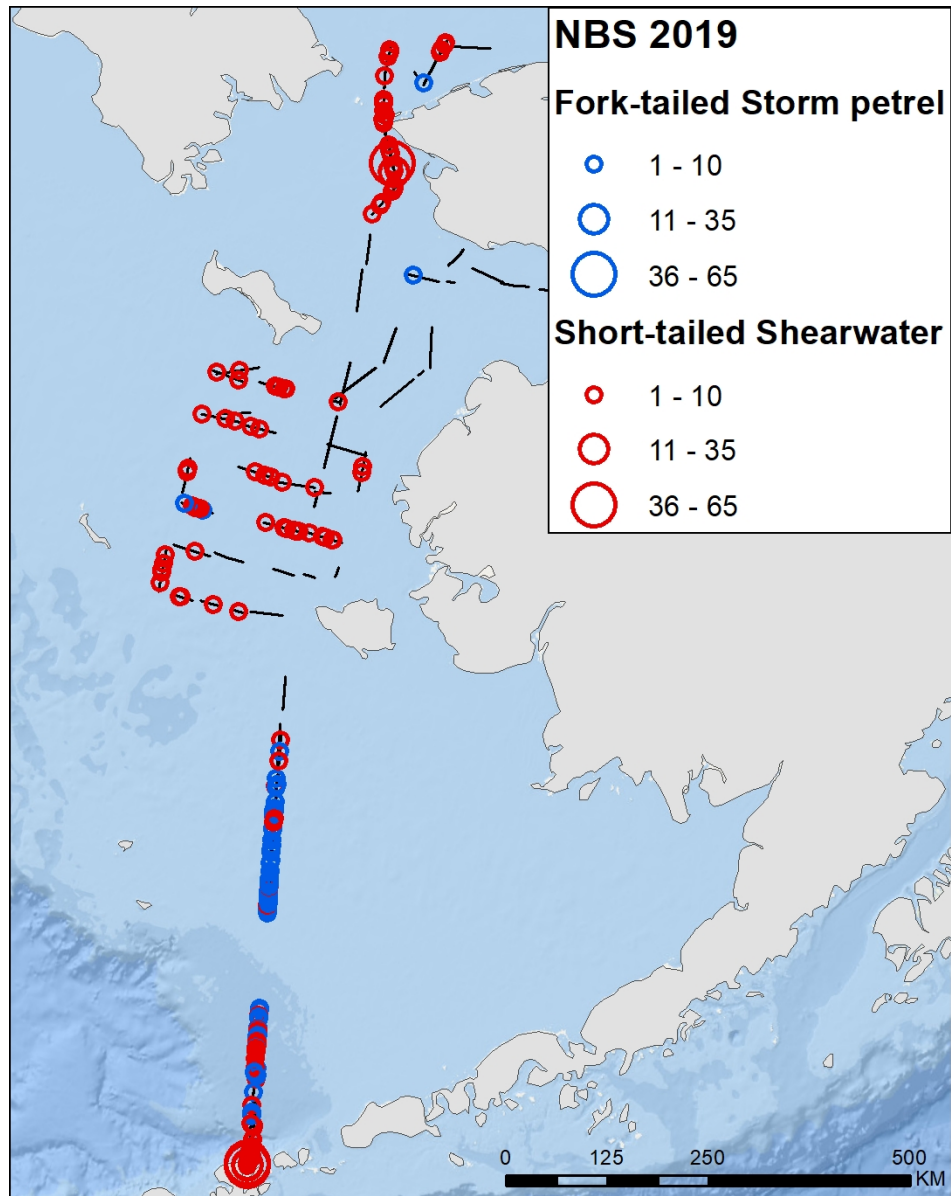 NBS 2019
Fork-tailed Storm petrel
1 - 10
11 - 35
36 - 65
Short-tailed Shearwater
1 - 10
11 - 35
36 - 65
0 125 250 500
KM